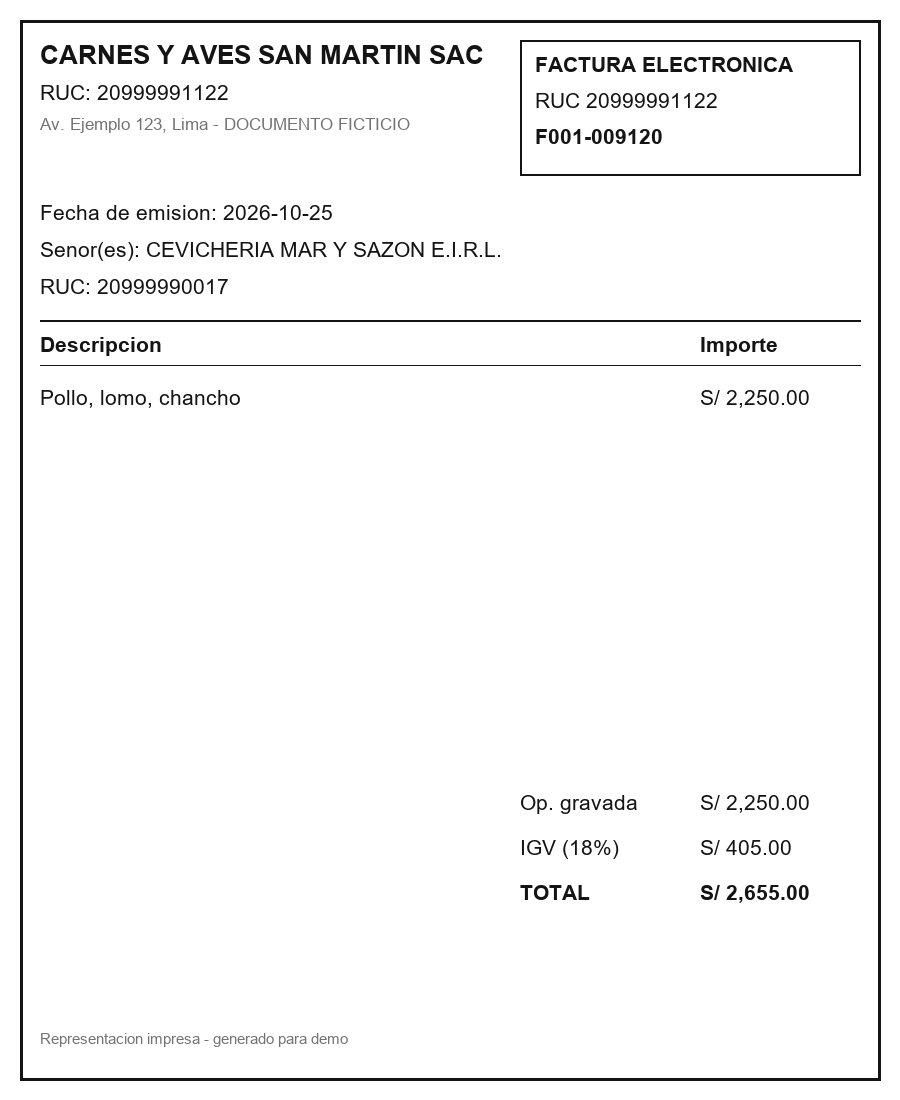 CARNES Y AVES SAN MARTIN SAC
RUC: 20999991122
Av. Ejemplo 123, Lima - DOCUMENTO FICTICIO
FACTURA ELECTRONICA
RUC 20999991122
F001-009120
Fecha de emision: 2026-10-25
Senor(es): CEVICHERIA MAR Y SAZON E.I.R.L.
RUC: 20999990017
Descripcion Importe
Pollo, lomo, chancho S/ 2,250.00
Op. gravada S/ 2,250.00
IGV (18%) S/ 405.00
TOTAL S/ 2,655.00
Representacion impresa - generado para demo